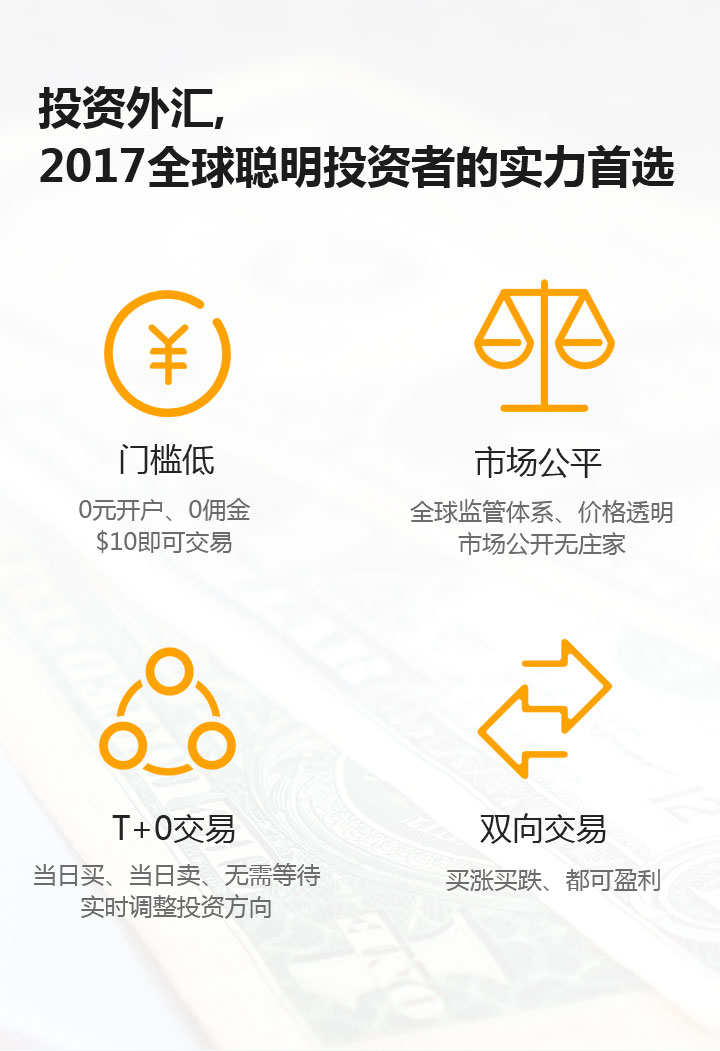 投资外汇,
2017全球聪明投资者的实力首选
门槛低
0元开户、0佣金
$10即可交易
市场公平
全球监管体系、价格透明
市场公开无庄家
T+0交易
当日买、当日卖、无需等待
实时调整投资方向
双向交易
买涨买跌、都可盈利